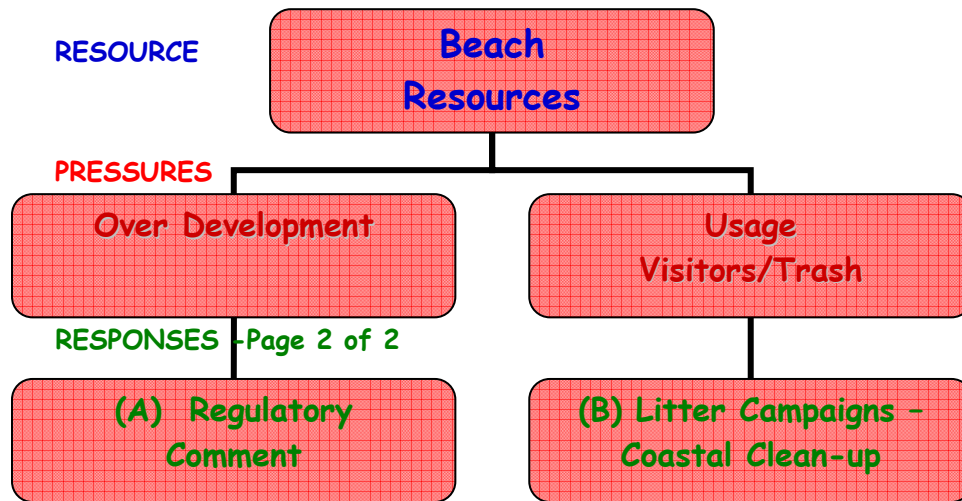 RESOURCE
Beach
Resources
PRESSURES
Over Development
Usage
Visitors/Trash
RESPONSES -Page 2 of 2
(A) Regulatory
Comment
(B) Litter Campaigns –
Coastal Clean-up